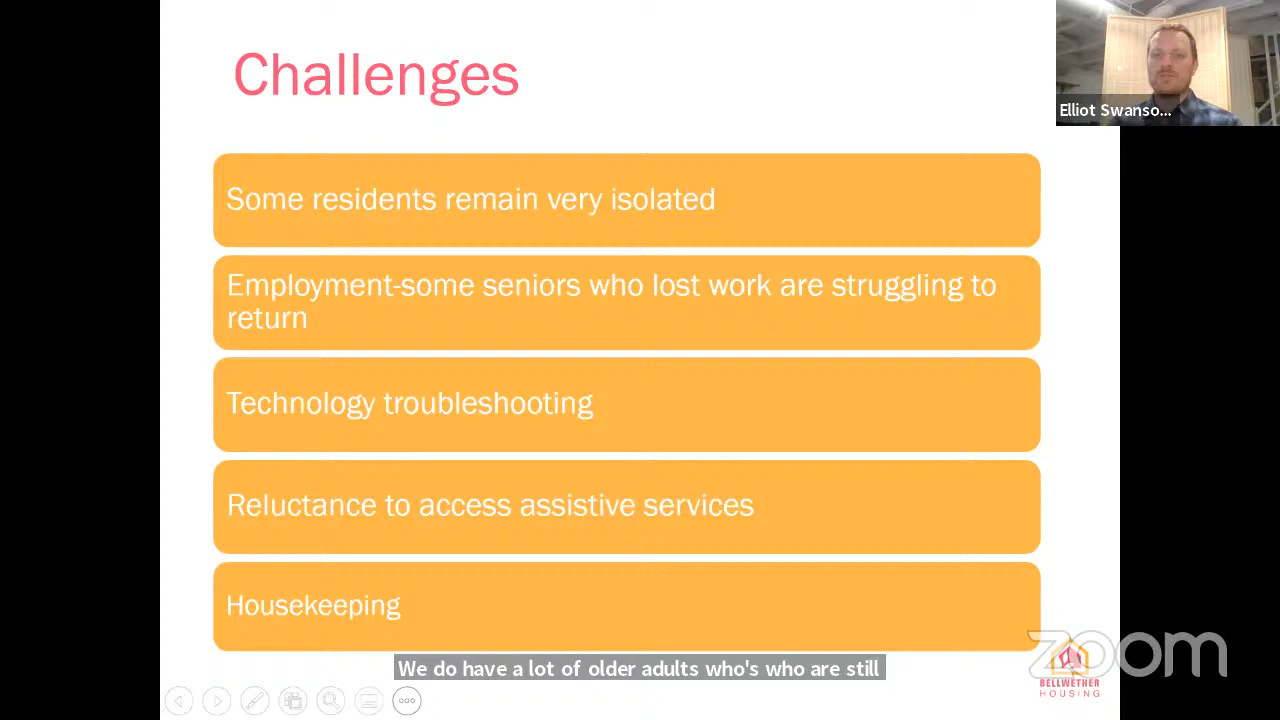 Challenges
Elliot Swanso...
Some residents remain very isolated
Employment-some seniors who lost work are struggling to
return
Technology troubleshooting
Reluctance to access assistive services
Housekeeping
We do have a lot of older adults who's who are still
zoom
BELLWETHER
HOUSING